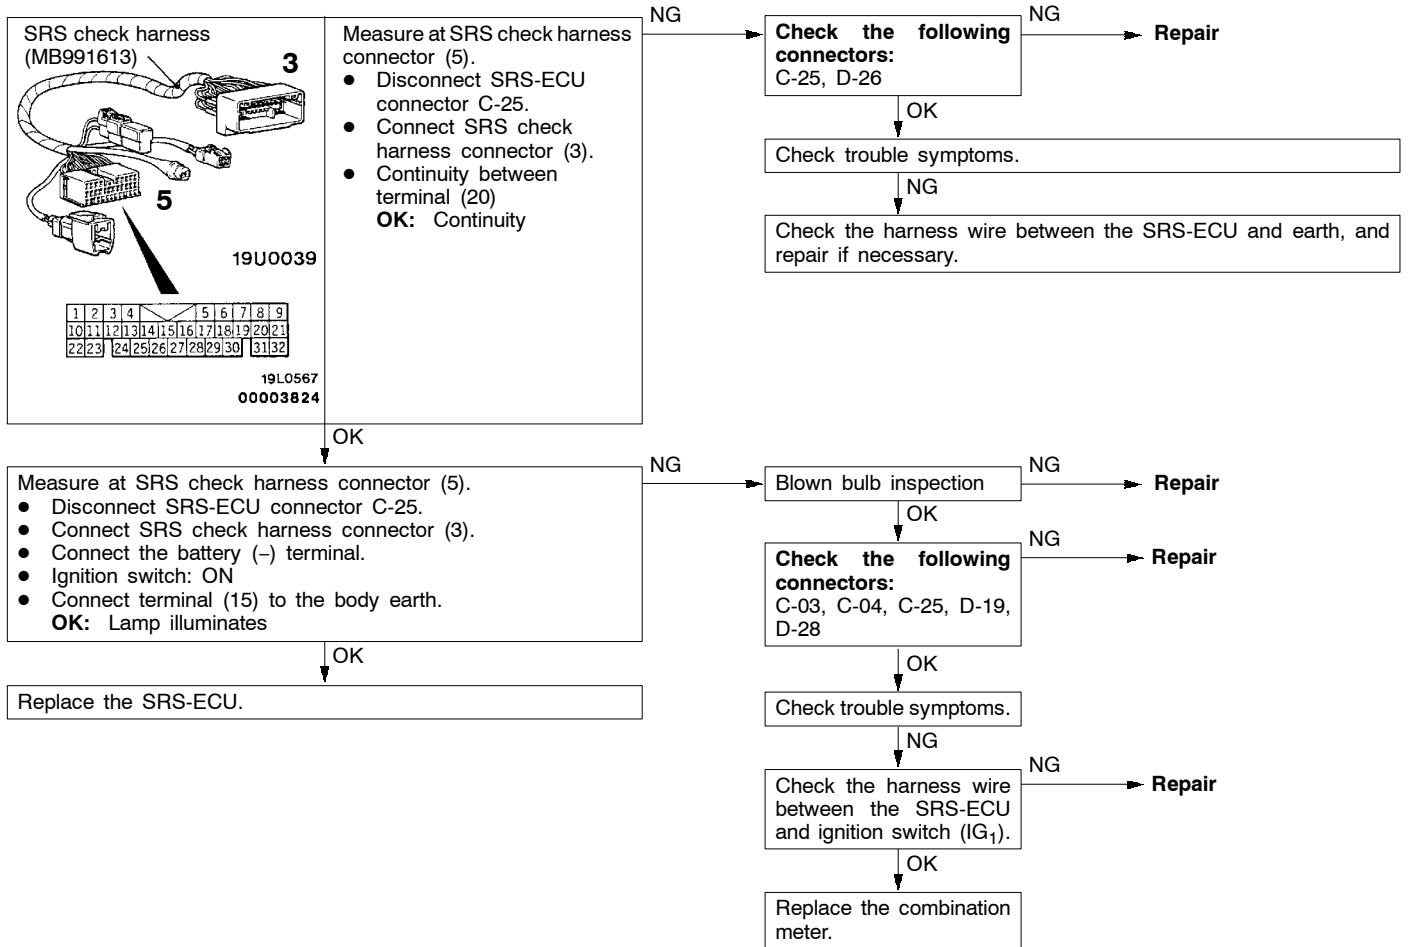 SRS check harness
(MB991613)
3
5
19U0039
1 2 3 4 5 6 7 8 9
10 11 12 13 14 15 16 17 18 19 20 21
22 23 24 25 26 27 28 29 30 31 32
19L0567
00003824
Measure at SRS check harness
connector (5).
● Disconnect SRS-ECU
connector C-25.
● Connect SRS check
harness connector (3).
● Continuity between
terminal (20)
OK: Continuity
NG
Check the following
connectors:
C-25, D-26
NG
Repair
OK
Check trouble symptoms.
NG
Check the harness wire between the SRS-ECU and earth, and
repair if necessary.
OK
Measure at SRS check harness connector (5).
● Disconnect SRS-ECU connector C-25.
● Connect SRS check harness connector (3).
● Connect the battery (–) terminal.
● Ignition switch: ON
● Connect terminal (15) to the body earth.
OK: Lamp illuminates
OK
Replace the SRS-ECU.
NG
Blown bulb inspection
NG
Repair
OK
Check the following
connectors:
C-03, C-04, C-25, D-19,
D-28
NG
Repair
OK
Check trouble symptoms.
NG
Check the harness wire
between the SRS-ECU
and ignition switch (IG1).
NG
Repair
OK
Replace the combination
meter.